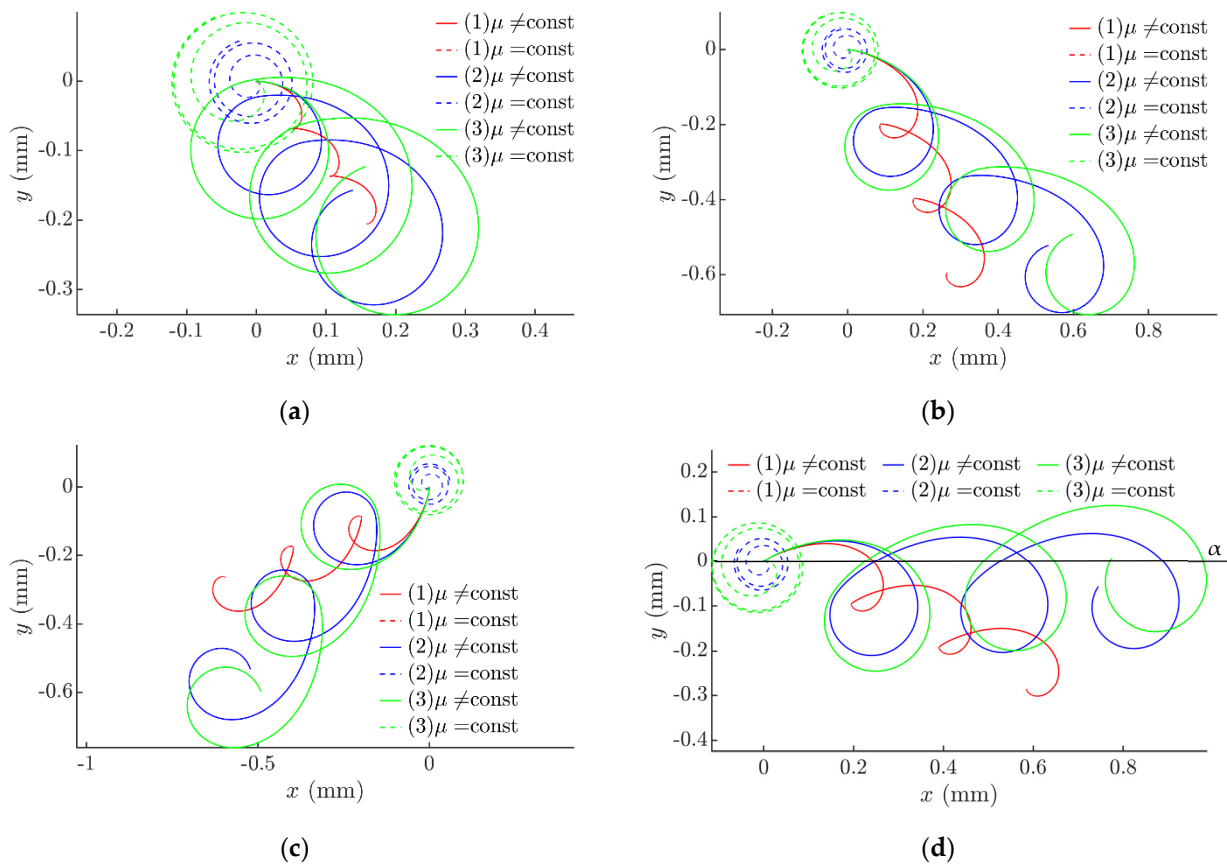 (1)μ ≠const
(1)μ =const
(2)μ ≠const
(2)μ =const
(3)μ ≠const
(3)μ =const
0
-0.1
-0.2
-0.3
y (mm)
-0.2 -0.1 0 0.1 0.2 0.3 0.4
x (mm)
(a)
(1)μ ≠const
(1)μ =const
(2)μ ≠const
(2)μ =const
(3)μ ≠const
(3)μ =const
0
-0.2
-0.4
-0.6
y (mm)
-0.2 0 0.2 0.4 0.6 0.8
x (mm)
(b)
0
-0.2
-0.4
-0.6
y (mm)
(1)μ ≠const
(1)μ =const
(2)μ ≠const
(2)μ =const
(3)μ ≠const
(3)μ =const
-1 -0.5 0
x (mm)
(c)
(1)μ ≠const (2)μ ≠const (3)μ ≠const
(1)μ =const (2)μ =const (3)μ =const
0.2
0.1
0
-0.1
-0.2
-0.3
-0.4
y (mm)
α
0 0.2 0.4 0.6 0.8
x (mm)
(d)